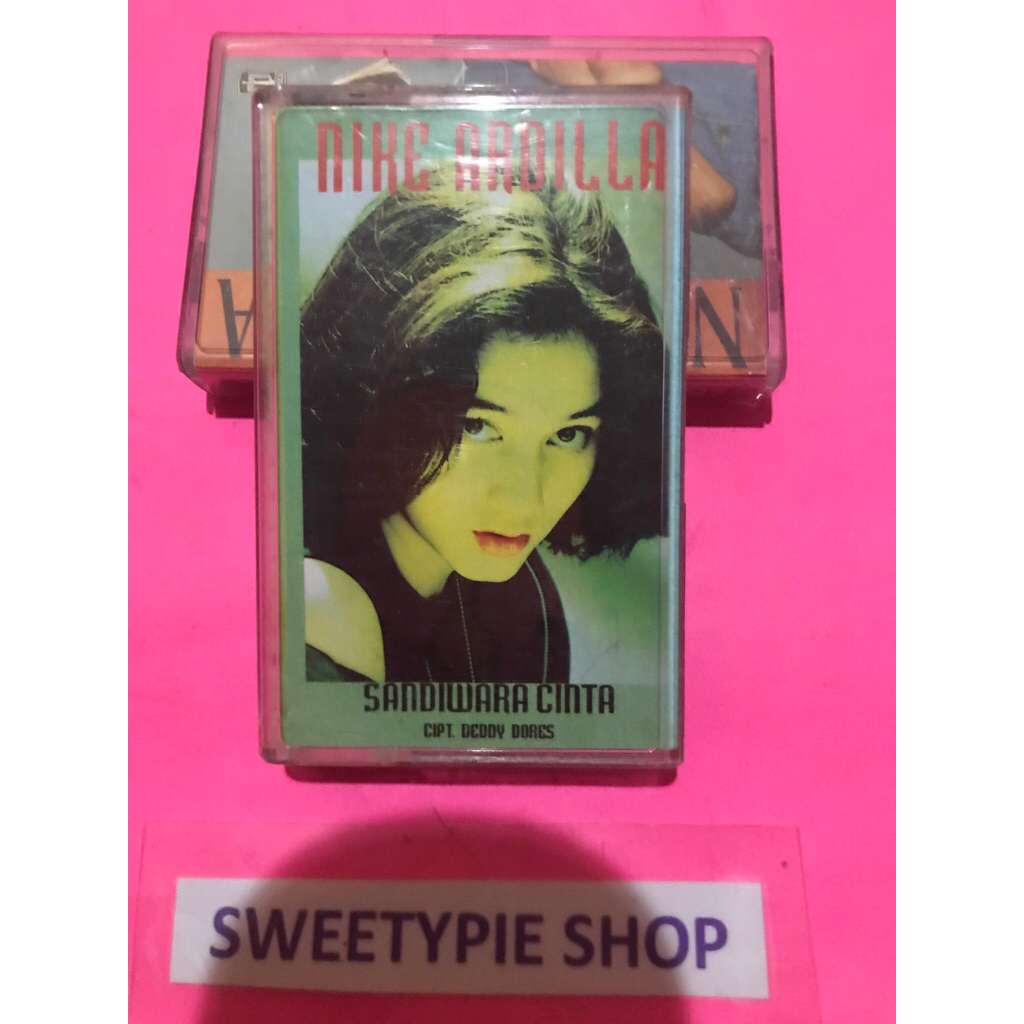 NIKE ARDILLA
SANDIWARA CINTA
CIPT. DEDDY DORES
SWEETYPIE SHOP